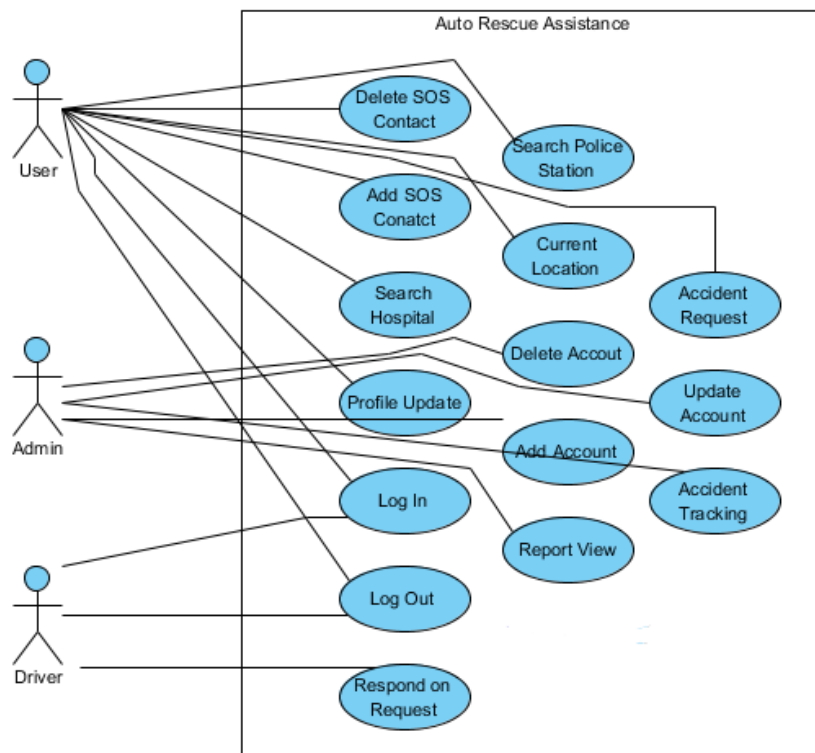 Auto Rescue Assistance
User
Delete SOS
Contact
Search Police
Station
Add SOS
Conatct
Current
Location
Search
Hospital
Accident
Request
Admin
Delete Accout
Profile Update
Update
Account
Add Account
Log In
Accident
Tracking
Report View
Driver
Log Out
Respond on
Request